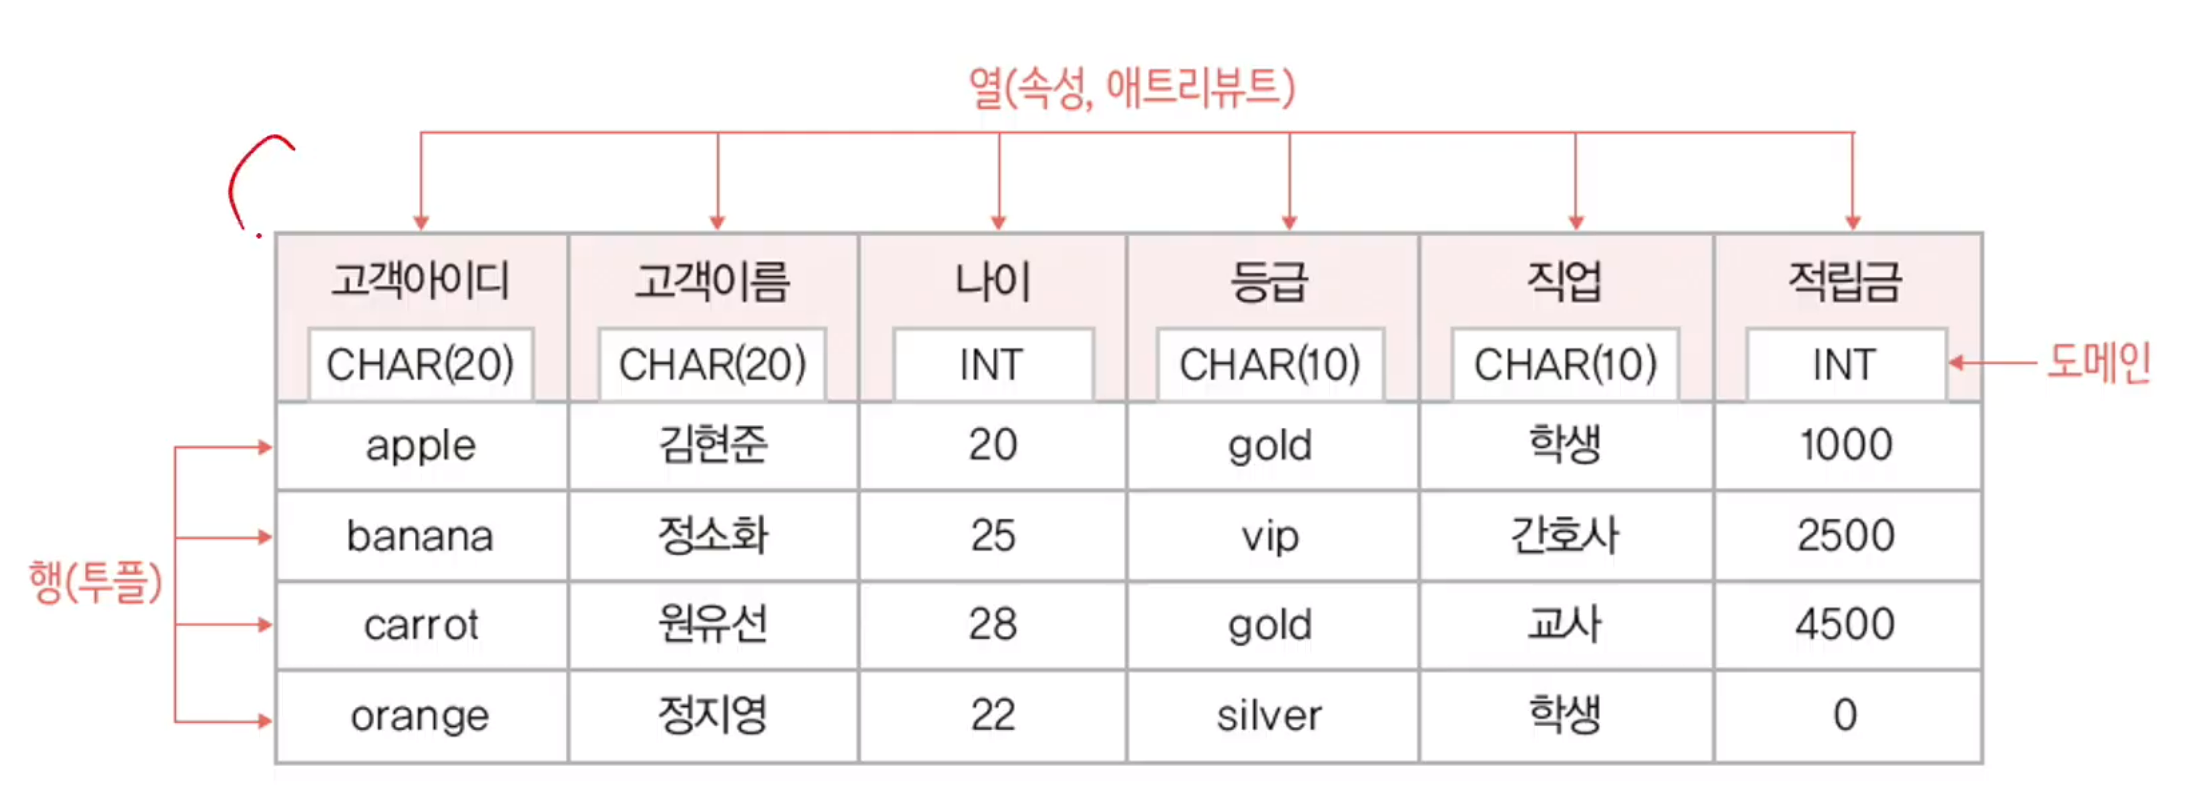 열(속성, 애트리뷰트)
고객아이디 고객이름 나이 등급 직업 적립금
CHAR(20) CHAR(20) INT CHAR(10) CHAR(10) INT 도메인
apple 김현준 20 gold 학생 1000
banana 정소화 25 vip 간호사 2500
행(투플)
carrot 원유선 28 gold 교사 4500
orange 정지영 22 silver 학생 0